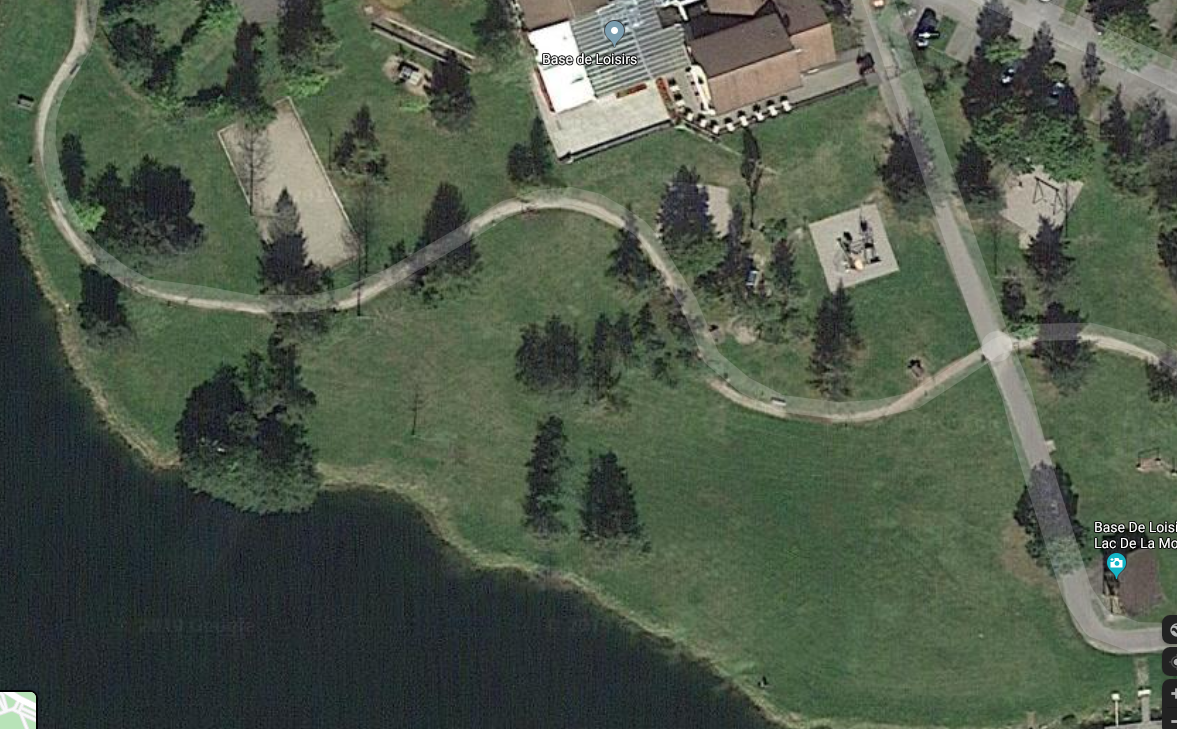 Base de Loisirs
Base De Loisi
Lac De La Mo